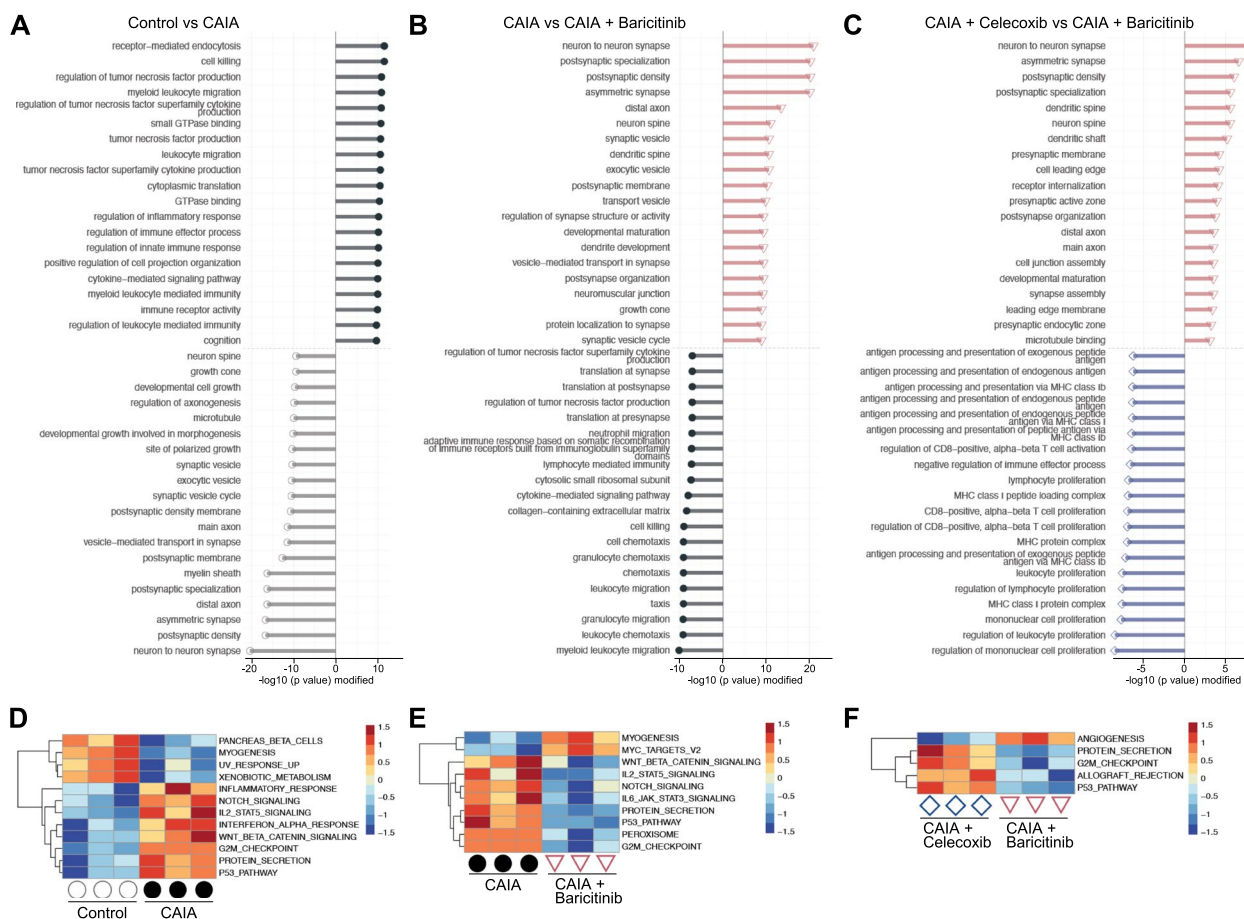 A
Control vs CAIA
receptor-mediated endocytosis
cell killing
regulation of tumor necrosis factor production
myeloid leukocyte migration
regulation of tumor necrosis factor superfamily cytokine
production
small GTPase binding
tumor necrosis factor production
leukocyte migration
tumor necrosis factor superfamily cytokine production
cytoplasmic translation
GTPase binding
regulation of inflammatory response
regulation of immune effector process
regulation of innate immune response
positive regulation of cell projection organization
cytokine-mediated signaling pathway
myeloid leukocyte mediated immunity
immune receptor activity
regulation of leukocyte mediated immunity
cognition
neuron spine
growth cone
developmental cell growth
regulation of axonogenesis
microtubule
developmental growth involved in morphogenesis
site of polarized growth
synaptic vesicle
exocytic vesicle
synaptic vesicle cycle
postsynaptic density membrane
main axon
vesicle-mediated transport in synapse
postsynaptic membrane
myelin sheath
postsynaptic specialization
distal axon
asymmetric synapse
postsynaptic density
neuron to neuron synapse
-20 -10 0 10
-log10 (p value) modified
B
CAIA vs CAIA + Baricitinib
neuron to neuron synapse
postsynaptic specialization
postsynaptic density
asymmetric synapse
distal axon
neuron spine
synaptic vesicle
dendritic spine
exocytic vesicle
postsynaptic membrane
transport vesicle
regulation of synapse structure or activity
developmental maturation
dendrite development
vesicle-mediated transport in synapse
postsynapse organization
neuromuscular junction
growth cone
protein localization to synapse
synaptic vesicle cycle
regulation of tumor necrosis factor superfamily cytokine
production
translation at synapse
translation at postsynapse
regulation of tumor necrosis factor production
translation at presynapse
neutrophil migration
adaptive immune response based on somatic recombination
of immune receptors built from immunoglobulin superfamily
domains
lymphocyte mediated immunity
cytosolic small ribosomal subunit
cytokine-mediated signaling pathway
collagen-containing extracellular matrix
cell killing
cell chemotaxis
granulocyte chemotaxis
chemotaxis
leukocyte migration
taxis
granulocyte migration
leukocyte chemotaxis
myeloid leukocyte migration
-10 0 10 20
-log10 (p value) modified
C
CAIA + Celecoxib vs CAIA + Baricitinib
neuron to neuron synapse
asymmetric synapse
postsynaptic density
postsynaptic specialization
dendritic spine
neuron spine
dendritic shaft
presynaptic membrane
cell leading edge
receptor internalization
presynaptic active zone
postsynapse organization
distal axon
main axon
cell junction assembly
developmental maturation
synapse assembly
leading edge membrane
presynaptic endocytic zone
microtubule binding
antigen processing and presentation of exogenous peptide
antigen
antigen processing and presentation of endogenous antigen
antigen processing and presentation via MHC class Ib
antigen processing and presentation of endogenous peptide
antigen
antigen processing and presentation of endogenous peptide
antigen via MHC class I
antigen processing and presentation of peptide antigen via
MHC class Ib
regulation of CD8-positive, alpha-beta T cell activation
negative regulation of immune effector process
lymphocyte proliferation
MHC class I peptide loading complex
CD8-positive, alpha-beta T cell proliferation
regulation of CD8-positive, alpha-beta T cell proliferation
MHC protein complex
antigen processing and presentation of exogenous peptide
antigen via MHC class Ib
leukocyte proliferation
regulation of lymphocyte proliferation
MHC class I protein complex
mononuclear cell proliferation
regulation of leukocyte proliferation
regulation of mononuclear cell proliferation
-5 0 5
-log10 (p value) modified
D
PANCREAS_BETA_CELLS
MYOGENESIS
UV_RESPONSE_UP
XENOBIOTIC_METABOLISM
INFLAMMATORY_RESPONSE
NOTCH_SIGNALING
IL2_STAT5_SIGNALING
INTERFERON_ALPHA_RESPONSE
WNT_BETA_CATENIN_SIGNALING
G2M_CHECKPOINT
PROTEIN_SECRETION
P53_PATHWAY
1.5
1
0.5
0
-0.5
-1
-1.5
Control CAIA
E
MYOGENESIS
MYC_TARGETS_V2
WNT_BETA_CATENIN_SIGNALING
IL2_STAT5_SIGNALING
NOTCH_SIGNALING
IL6_JAK_STAT3_SIGNALING
PROTEIN_SECRETION
P53_PATHWAY
PEROXISOME
G2M_CHECKPOINT
1.5
1
0.5
0
-0.5
-1
-1.5
CAIA CAIA +
Baricitinib
F
ANGIOGENESIS
PROTEIN_SECRETION
G2M_CHECKPOINT
ALLOGRAFT_REJECTION
P53_PATHWAY
1.5
1
0.5
0
-0.5
-1
-1.5
CAIA + CAIA +
Celecoxib Baricitinib